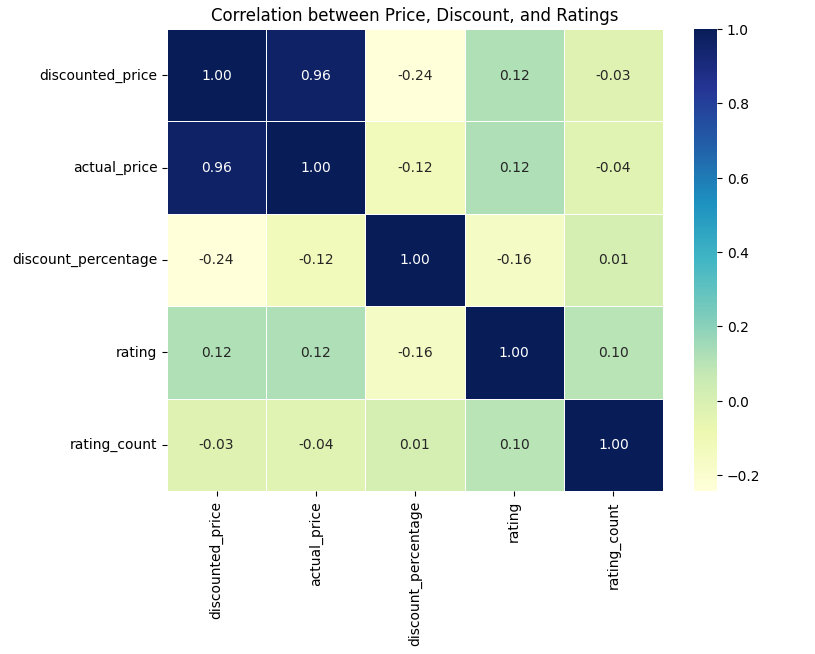 Correlation between Price, Discount, and Ratings
discounted_price 1.00 0.96 -0.24 0.12 -0.03
actual_price 0.96 1.00 -0.12 0.12 -0.04
discount_percentage -0.24 -0.12 1.00 -0.16 0.01
rating 0.12 0.12 -0.16 1.00 0.10
rating_count -0.03 -0.04 0.01 0.10 1.00
discounted_price
actual_price
discount_percentage
rating
rating_count
1.0
0.8
0.6
0.4
0.2
0.0
−0.2